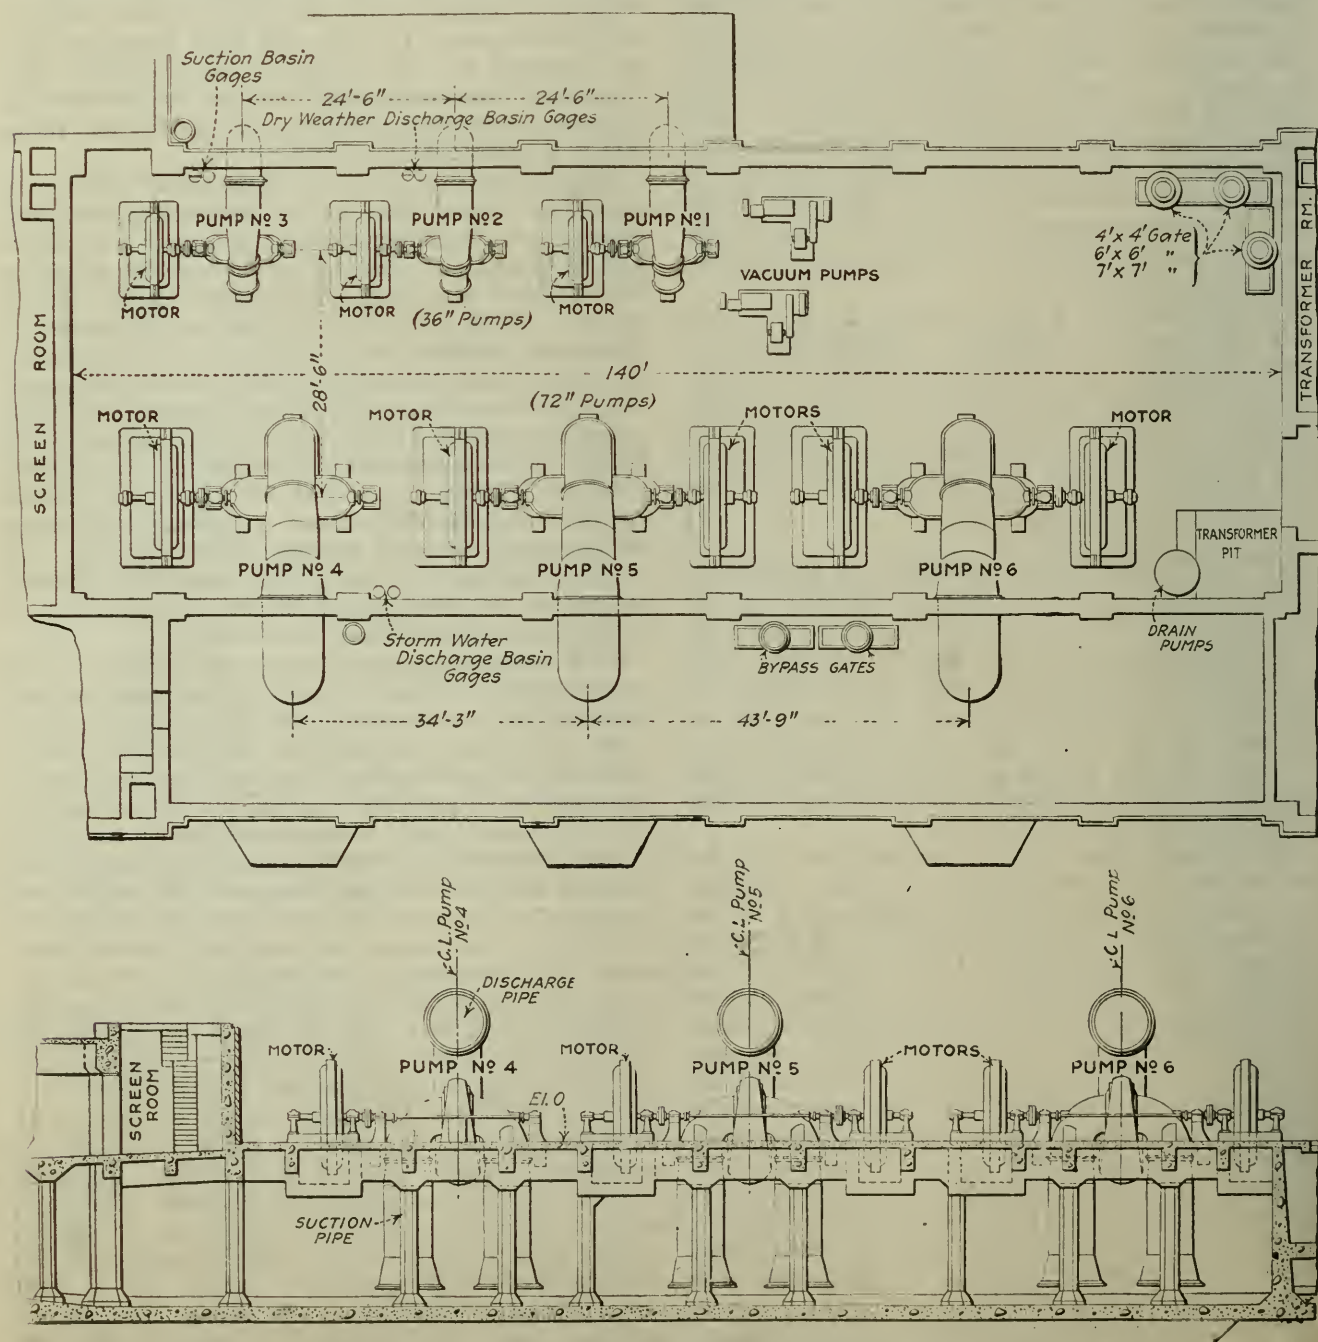 Suction Basin
Gages
24'-6" 24'-6"
Dry Weather Discharge Basin Gages
PUMP Nº 3
PUMP Nº 2
PUMP Nº 1
4' x 4' Gate
6' x 6' "
7' x 7' "
VACUUM PUMPS
MOTOR
MOTOR
MOTOR
(36" Pumps)
TRANSFORMER RM.
SCREEN ROOM
28'-6"
140'
(72" Pumps)
MOTOR
MOTOR
MOTORS
MOTOR
TRANSFORMER
PIT
PUMP Nº 4
PUMP Nº 5
PUMP Nº 6
Storm Water
Discharge Basin
Gages
BYPASS GATES
DRAIN
PUMPS
34'-3"
43'-9"
C.L. Pump
Nº 4
C.L Pump
Nº 5
C L Pump
Nº 6
DISCHARGE
PIPE
SCREEN
ROOM
MOTOR
PUMP Nº 4
MOTOR
PUMP Nº 5
MOTORS
PUMP Nº 6
El. 0
SUCTION
PIPE